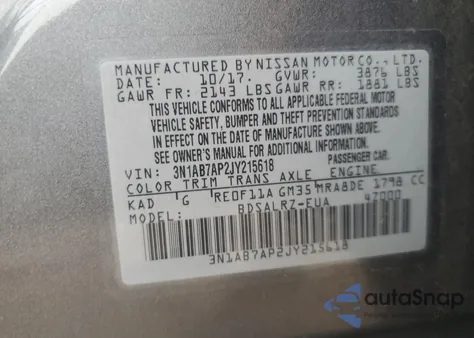 MANUFACTURED BY NISSAN MOTOR CO., LTD.
DATE: 10/17. GVWR: 3876 LBS
GAWR FR: 2143 LBS GAWR RR: 1881 LBS
THIS VEHICLE CONFORMS TO ALL APPLICABLE FEDERAL MOTOR
VEHICLE SAFETY, BUMPER AND THEFT PREVENTION STANDARDS
IN EFFECT ON THE DATE OF MANUFACTURE SHOWN ABOVE.
SEE OWNER'S MANUAL FOR ADDITIONAL INFORMATION.
VIN: 3N1AB7AP2JY215618 PASSENGER CAR.
COLOR TRIM TRANS AXLE ENGINE
KAD G RE0F11A GM35 MRA8DE 1798 CC
MODEL: BDSALRZ-EUA 4Z000
3N1AB7AP2JY215618
autoSnap